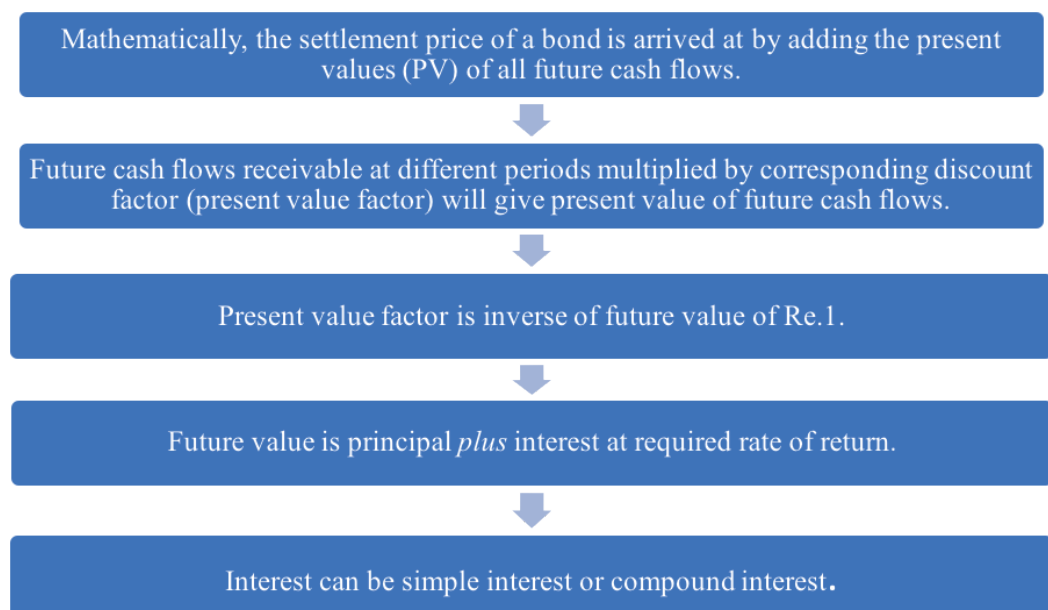 Mathematically, the settlement price of a bond is arrived at by adding the present
values (PV) of all future cash flows.
Future cash flows receivable at different periods multiplied by corresponding discount
factor (present value factor) will give present value of future cash flows.
Present value factor is inverse of future value of Re.1.
Future value is principal plus interest at required rate of return.
Interest can be simple interest or compound interest.